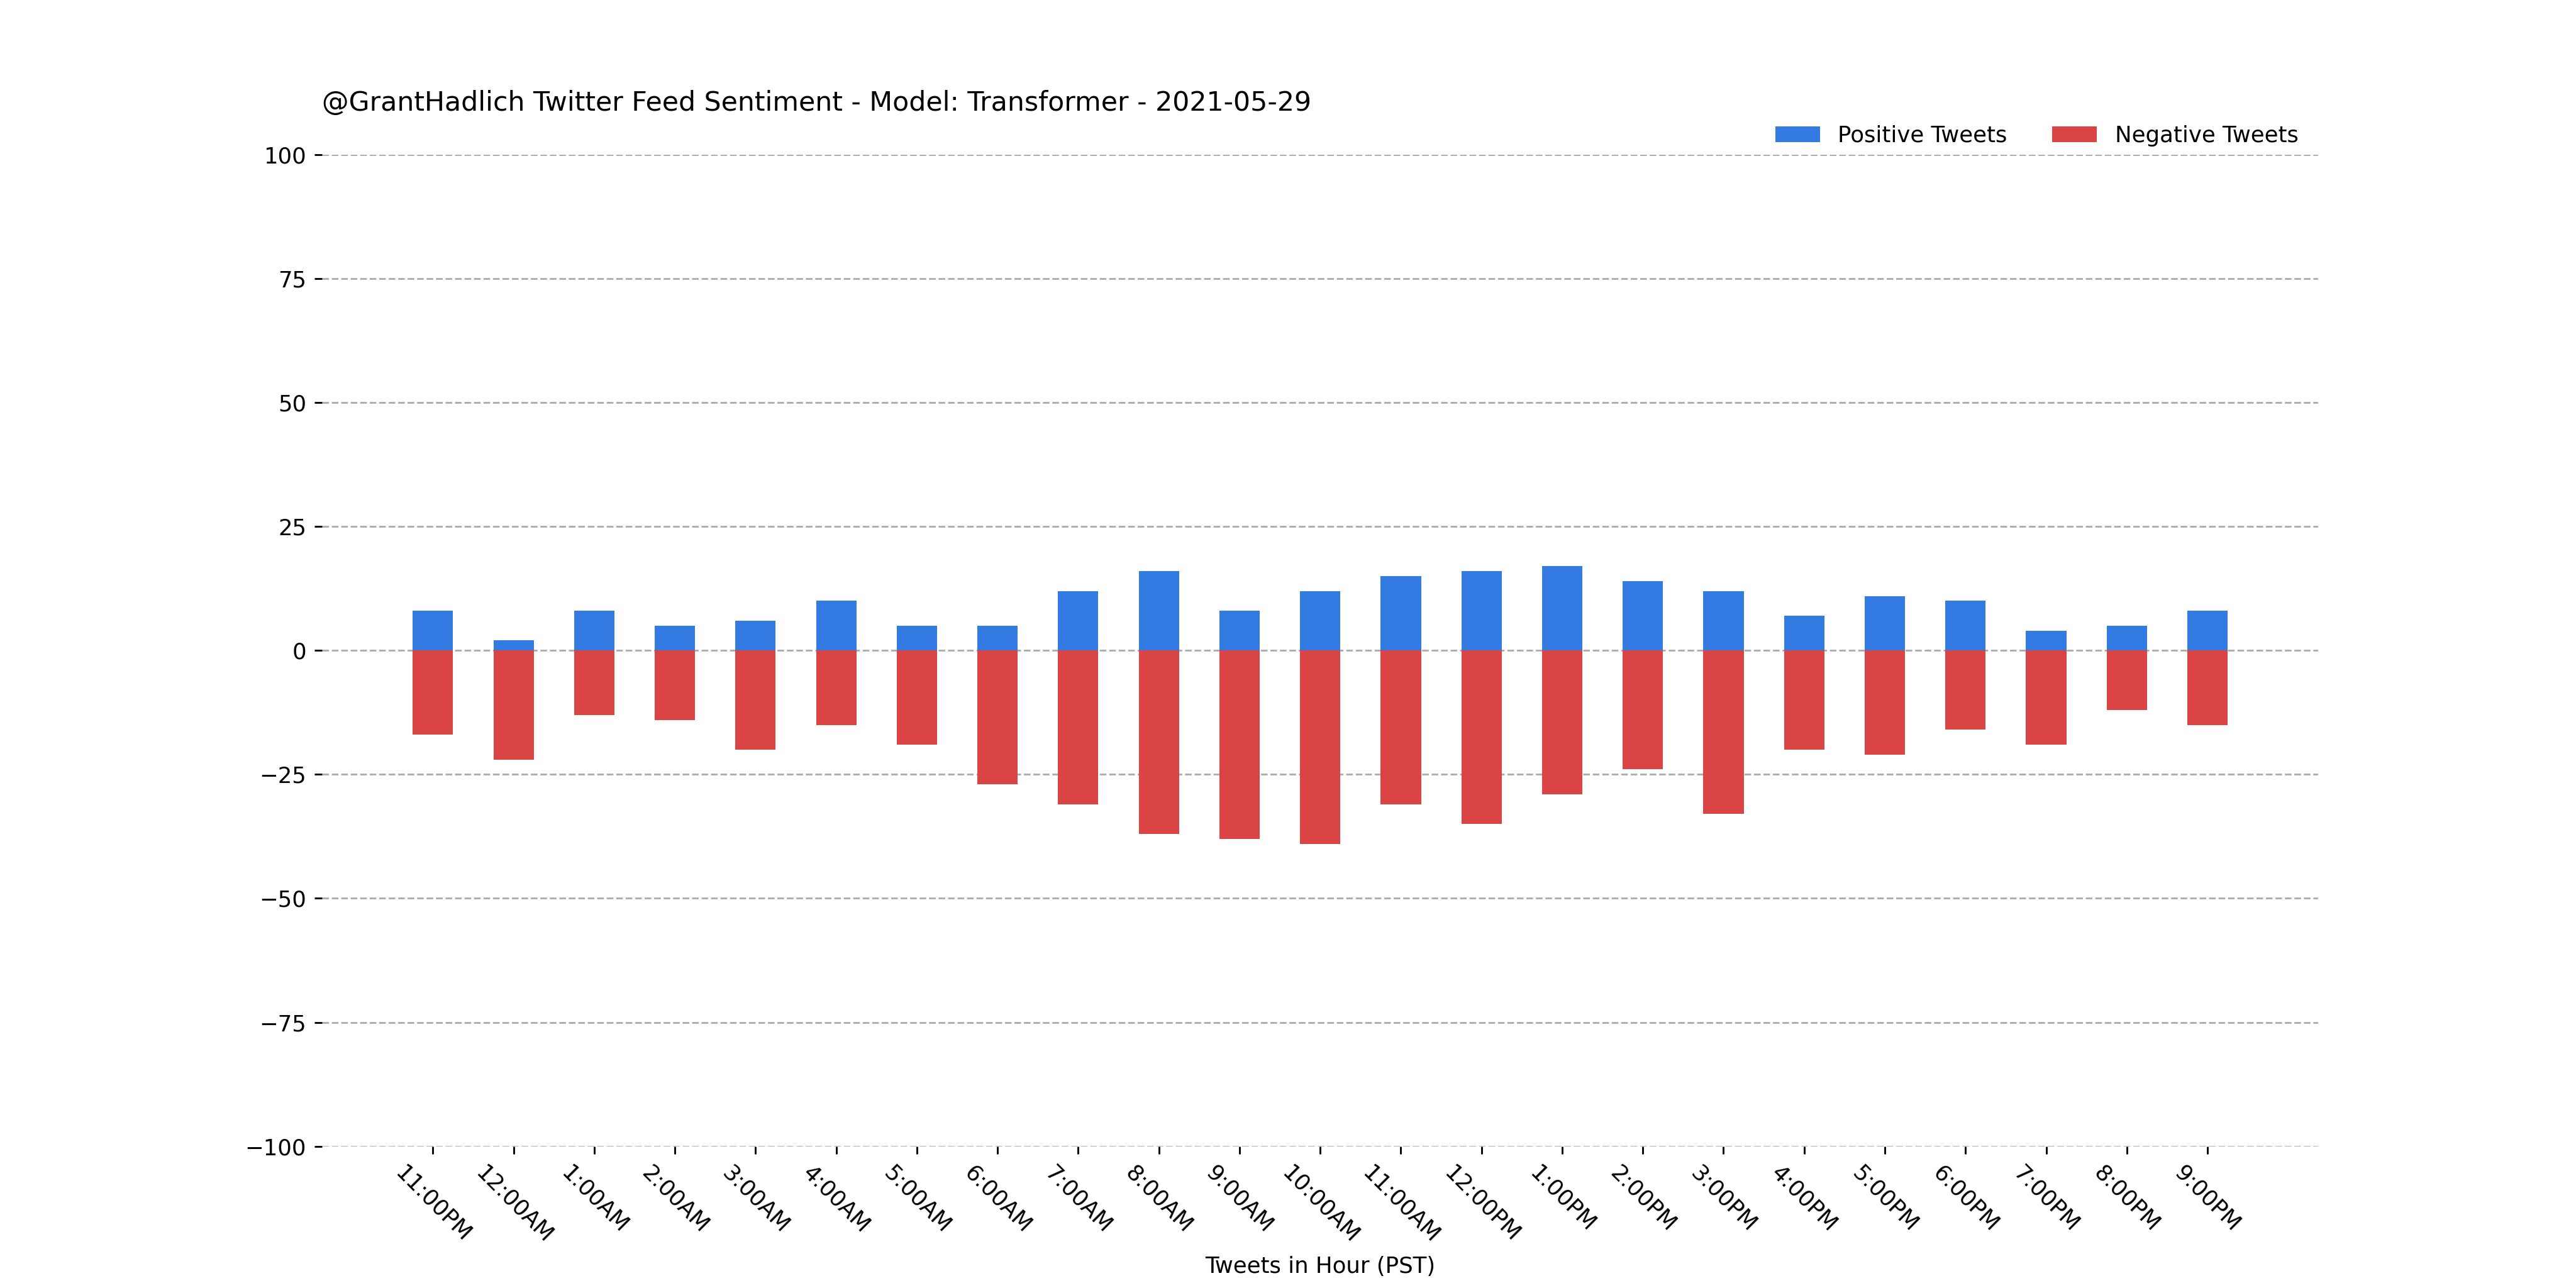 @GrantHadlich Twitter Feed Sentiment - Model: Transformer - 2021-05-29
Positive Tweets
Negative Tweets
100
75
50
25
0
−25
−50
−75
−100
11:00PM
12:00AM
1:00AM
2:00AM
3:00AM
4:00AM
5:00AM
6:00AM
7:00AM
8:00AM
9:00AM
10:00AM
11:00AM
12:00PM
1:00PM
2:00PM
3:00PM
4:00PM
5:00PM
6:00PM
7:00PM
8:00PM
9:00PM
Tweets in Hour (PST)